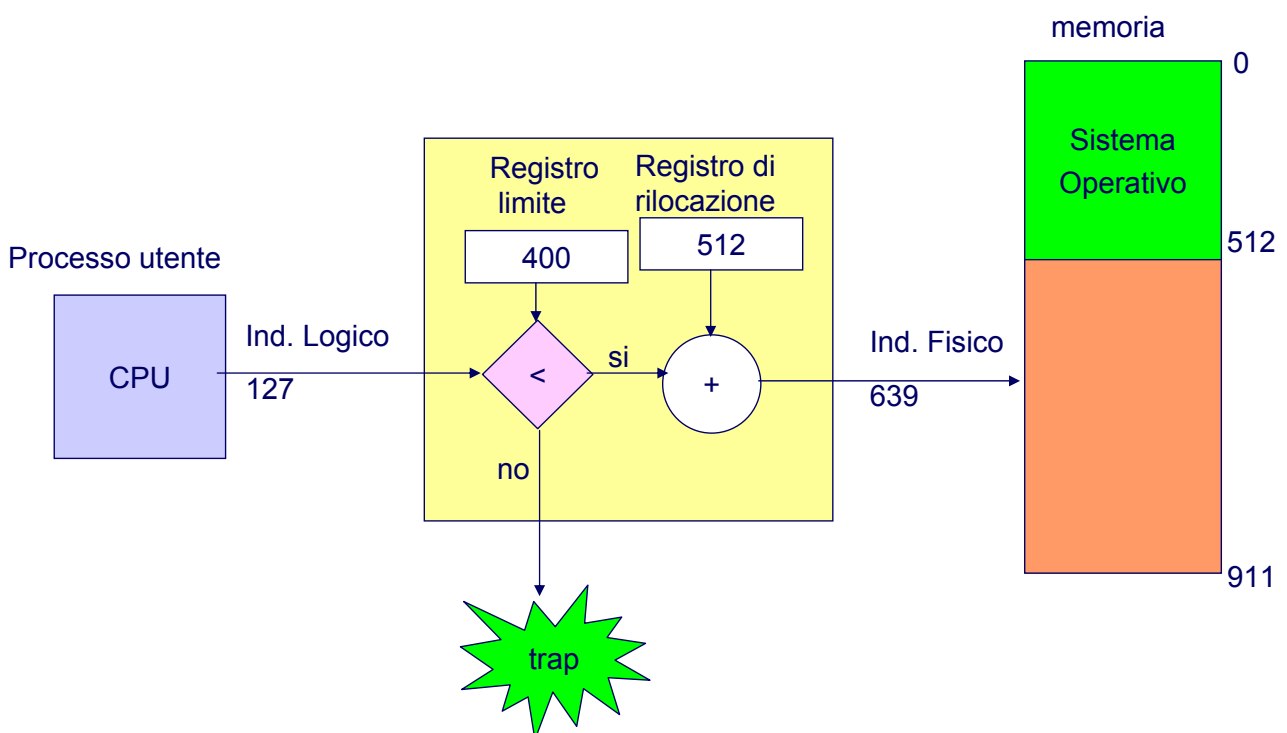 memoria
0
Sistema
Operativo
512
911
Registro
limite
400
Registro di
rilocazione
512
Processo utente
CPU
Ind. Logico
127
<
si
+
no
Ind. Fisico
639
trap